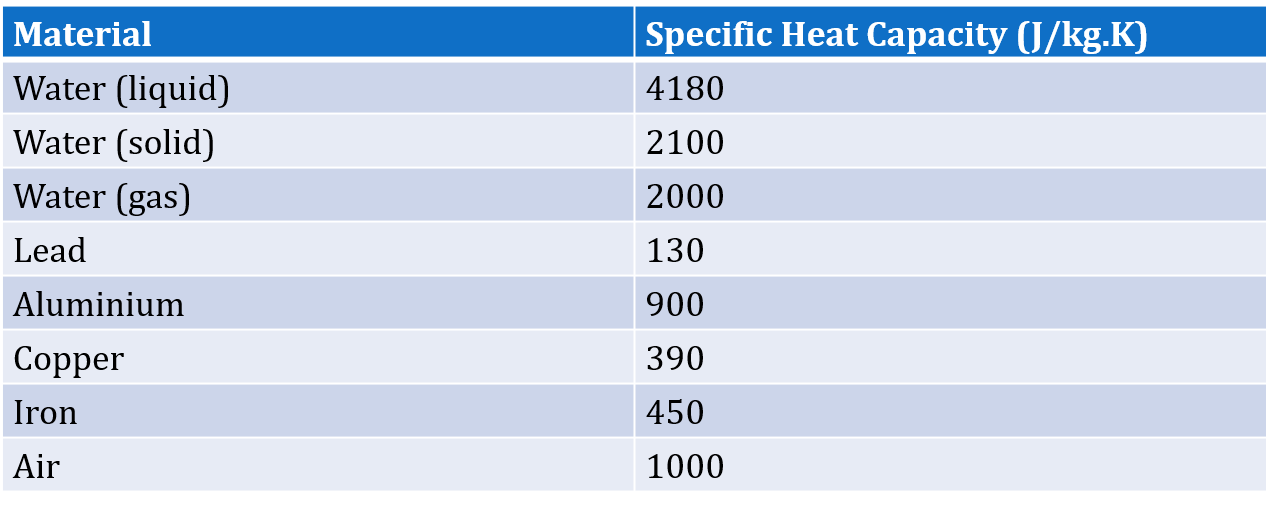 Material Specific Heat Capacity (J/kg.K)
Water (liquid) 4180
Water (solid) 2100
Water (gas) 2000
Lead 130
Aluminium 900
Copper 390
Iron 450
Air 1000